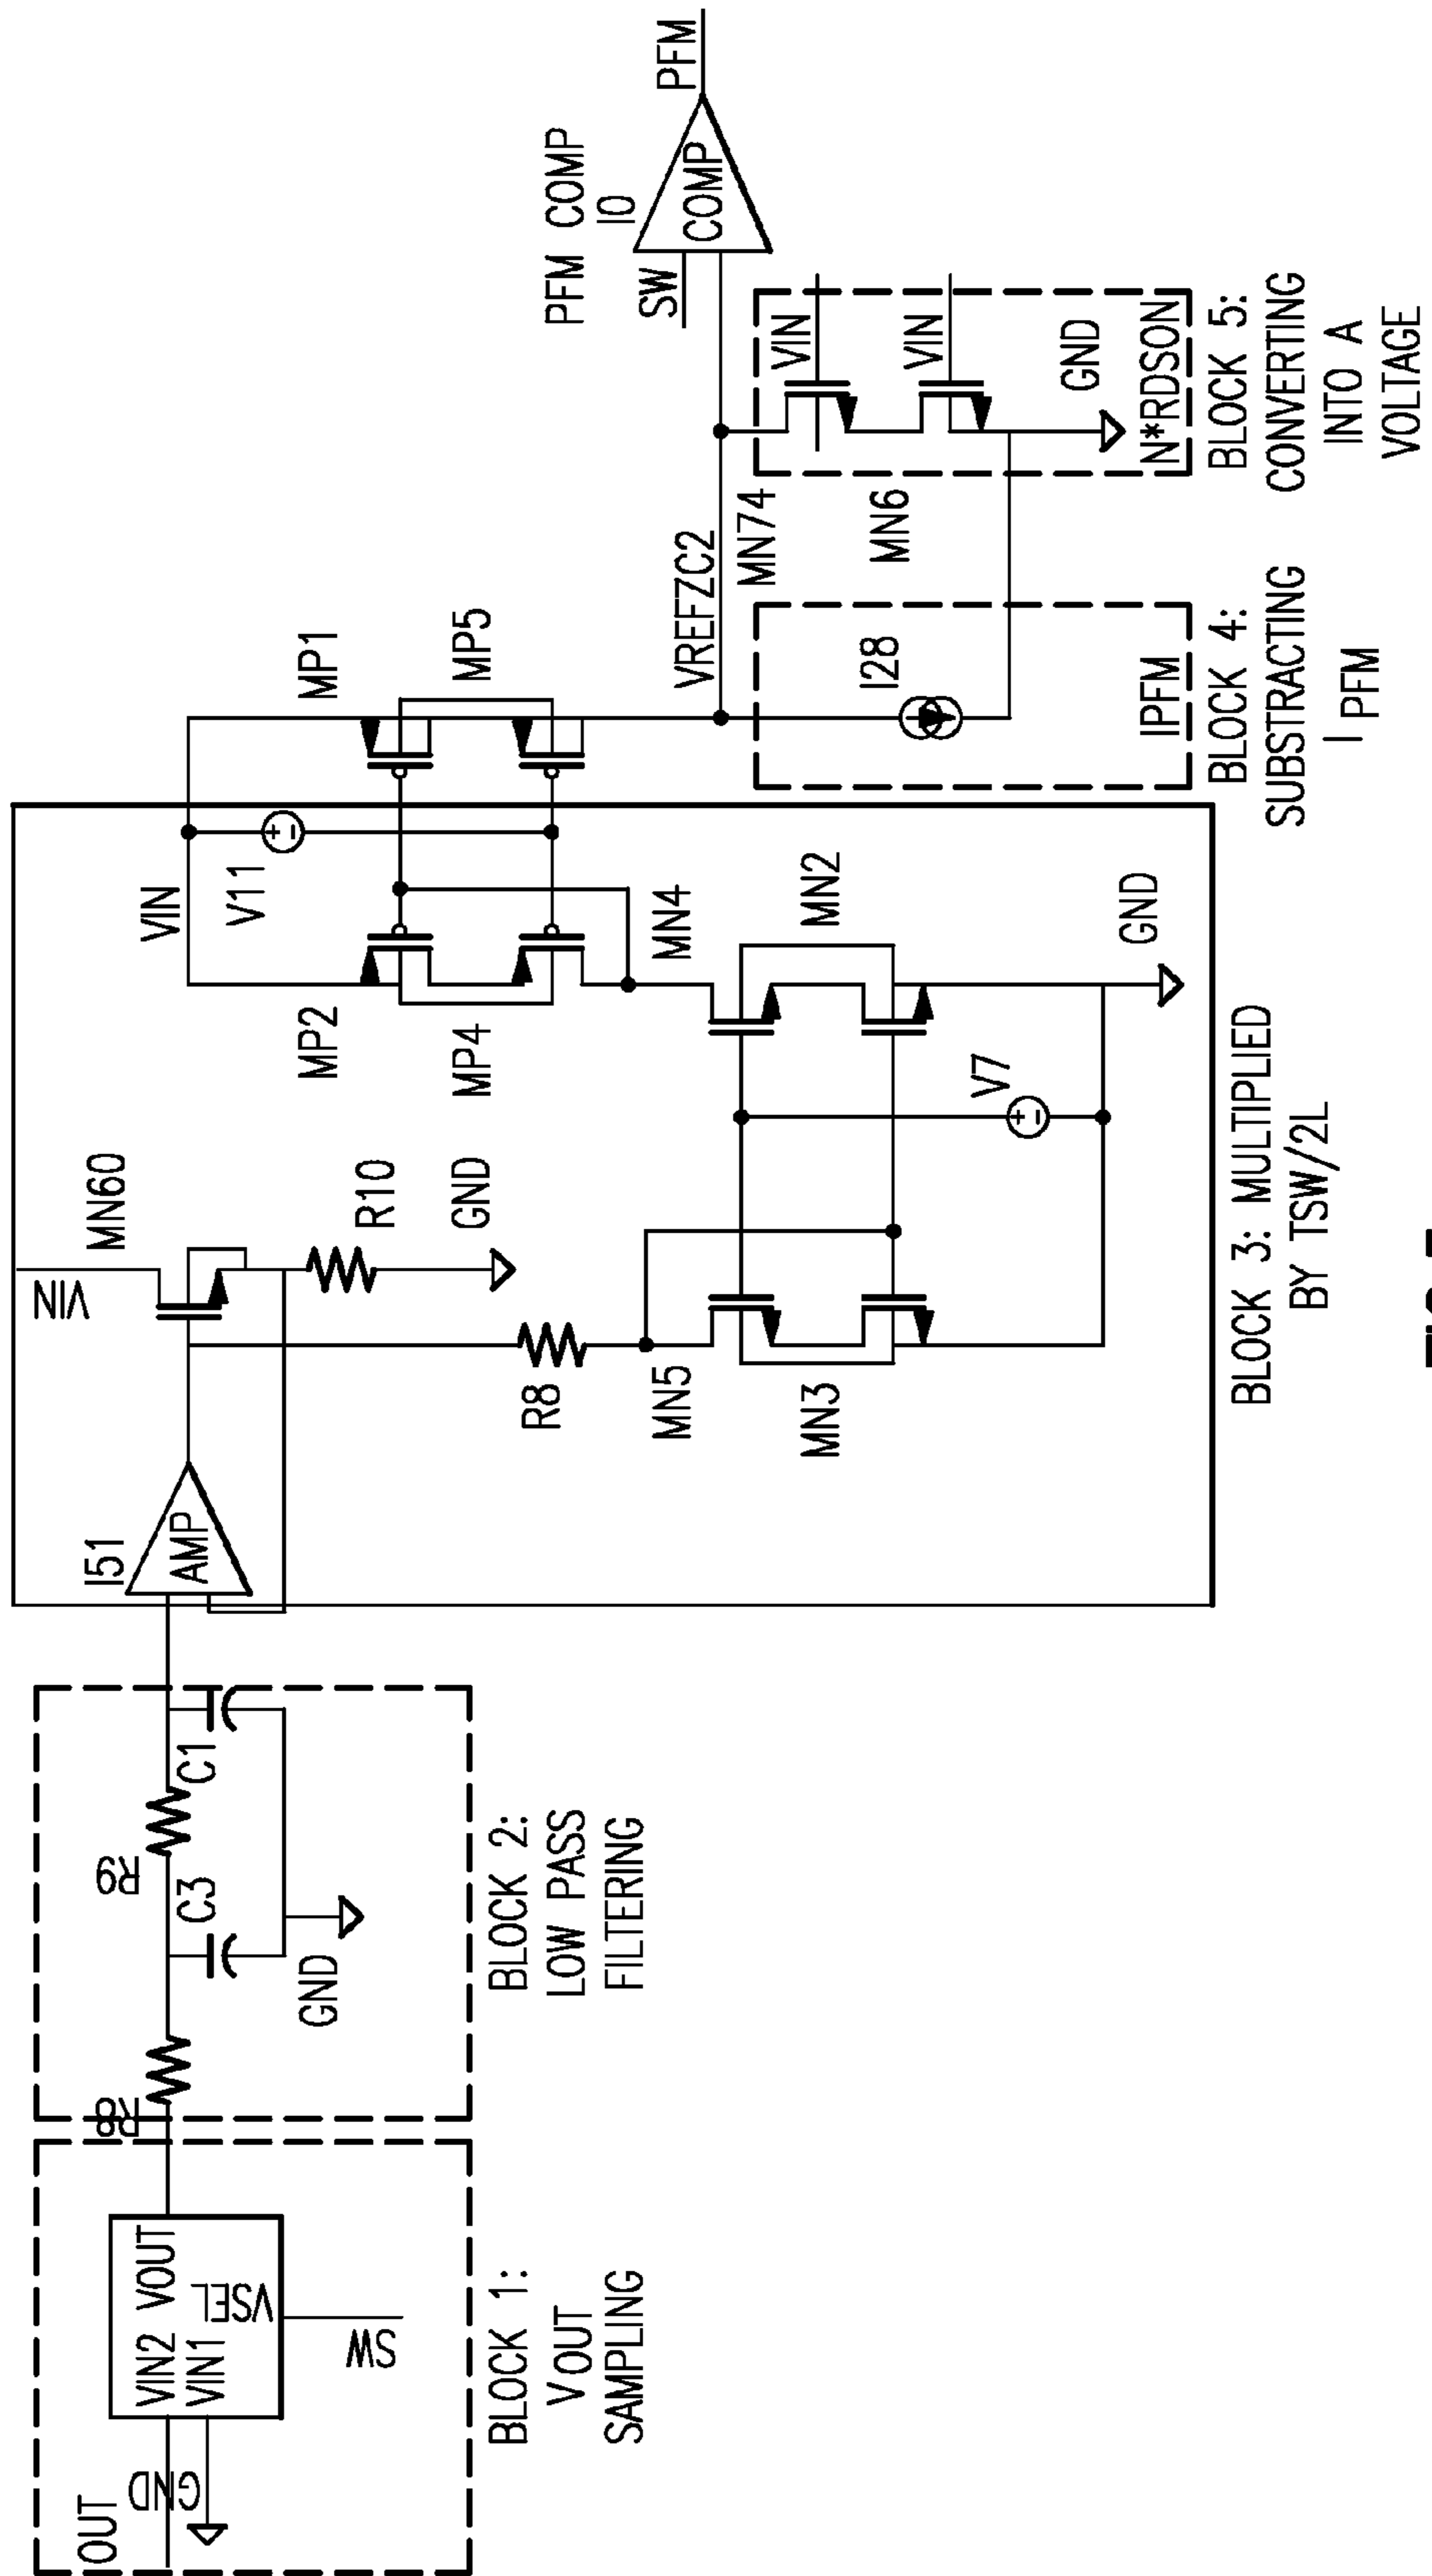 OUT
GND
VIN2 VOUT
VIN1
VSEL
SW
BLOCK 1:
VOUT
SAMPLING
R8
R9
C3
C1
GND
BLOCK 2:
LOW PASS
FILTERING
I51
AMP
VIN
MN60
R10
GND
R8
MN5
MN3
MN4
MN2
V7
GND
VIN
V11
MP2
MP4
BLOCK 3: MULTIPLIED
BY TSW/2L
MP1
MP5
VREFZC2
I28
IPFM
BLOCK 4:
SUBSTRACTING
I PFM
MN74
MN6
VIN
VIN
GND
N*RDSON
BLOCK 5:
CONVERTING
INTO A
VOLTAGE
PFM COMP
I0
SW
COMP
PFM